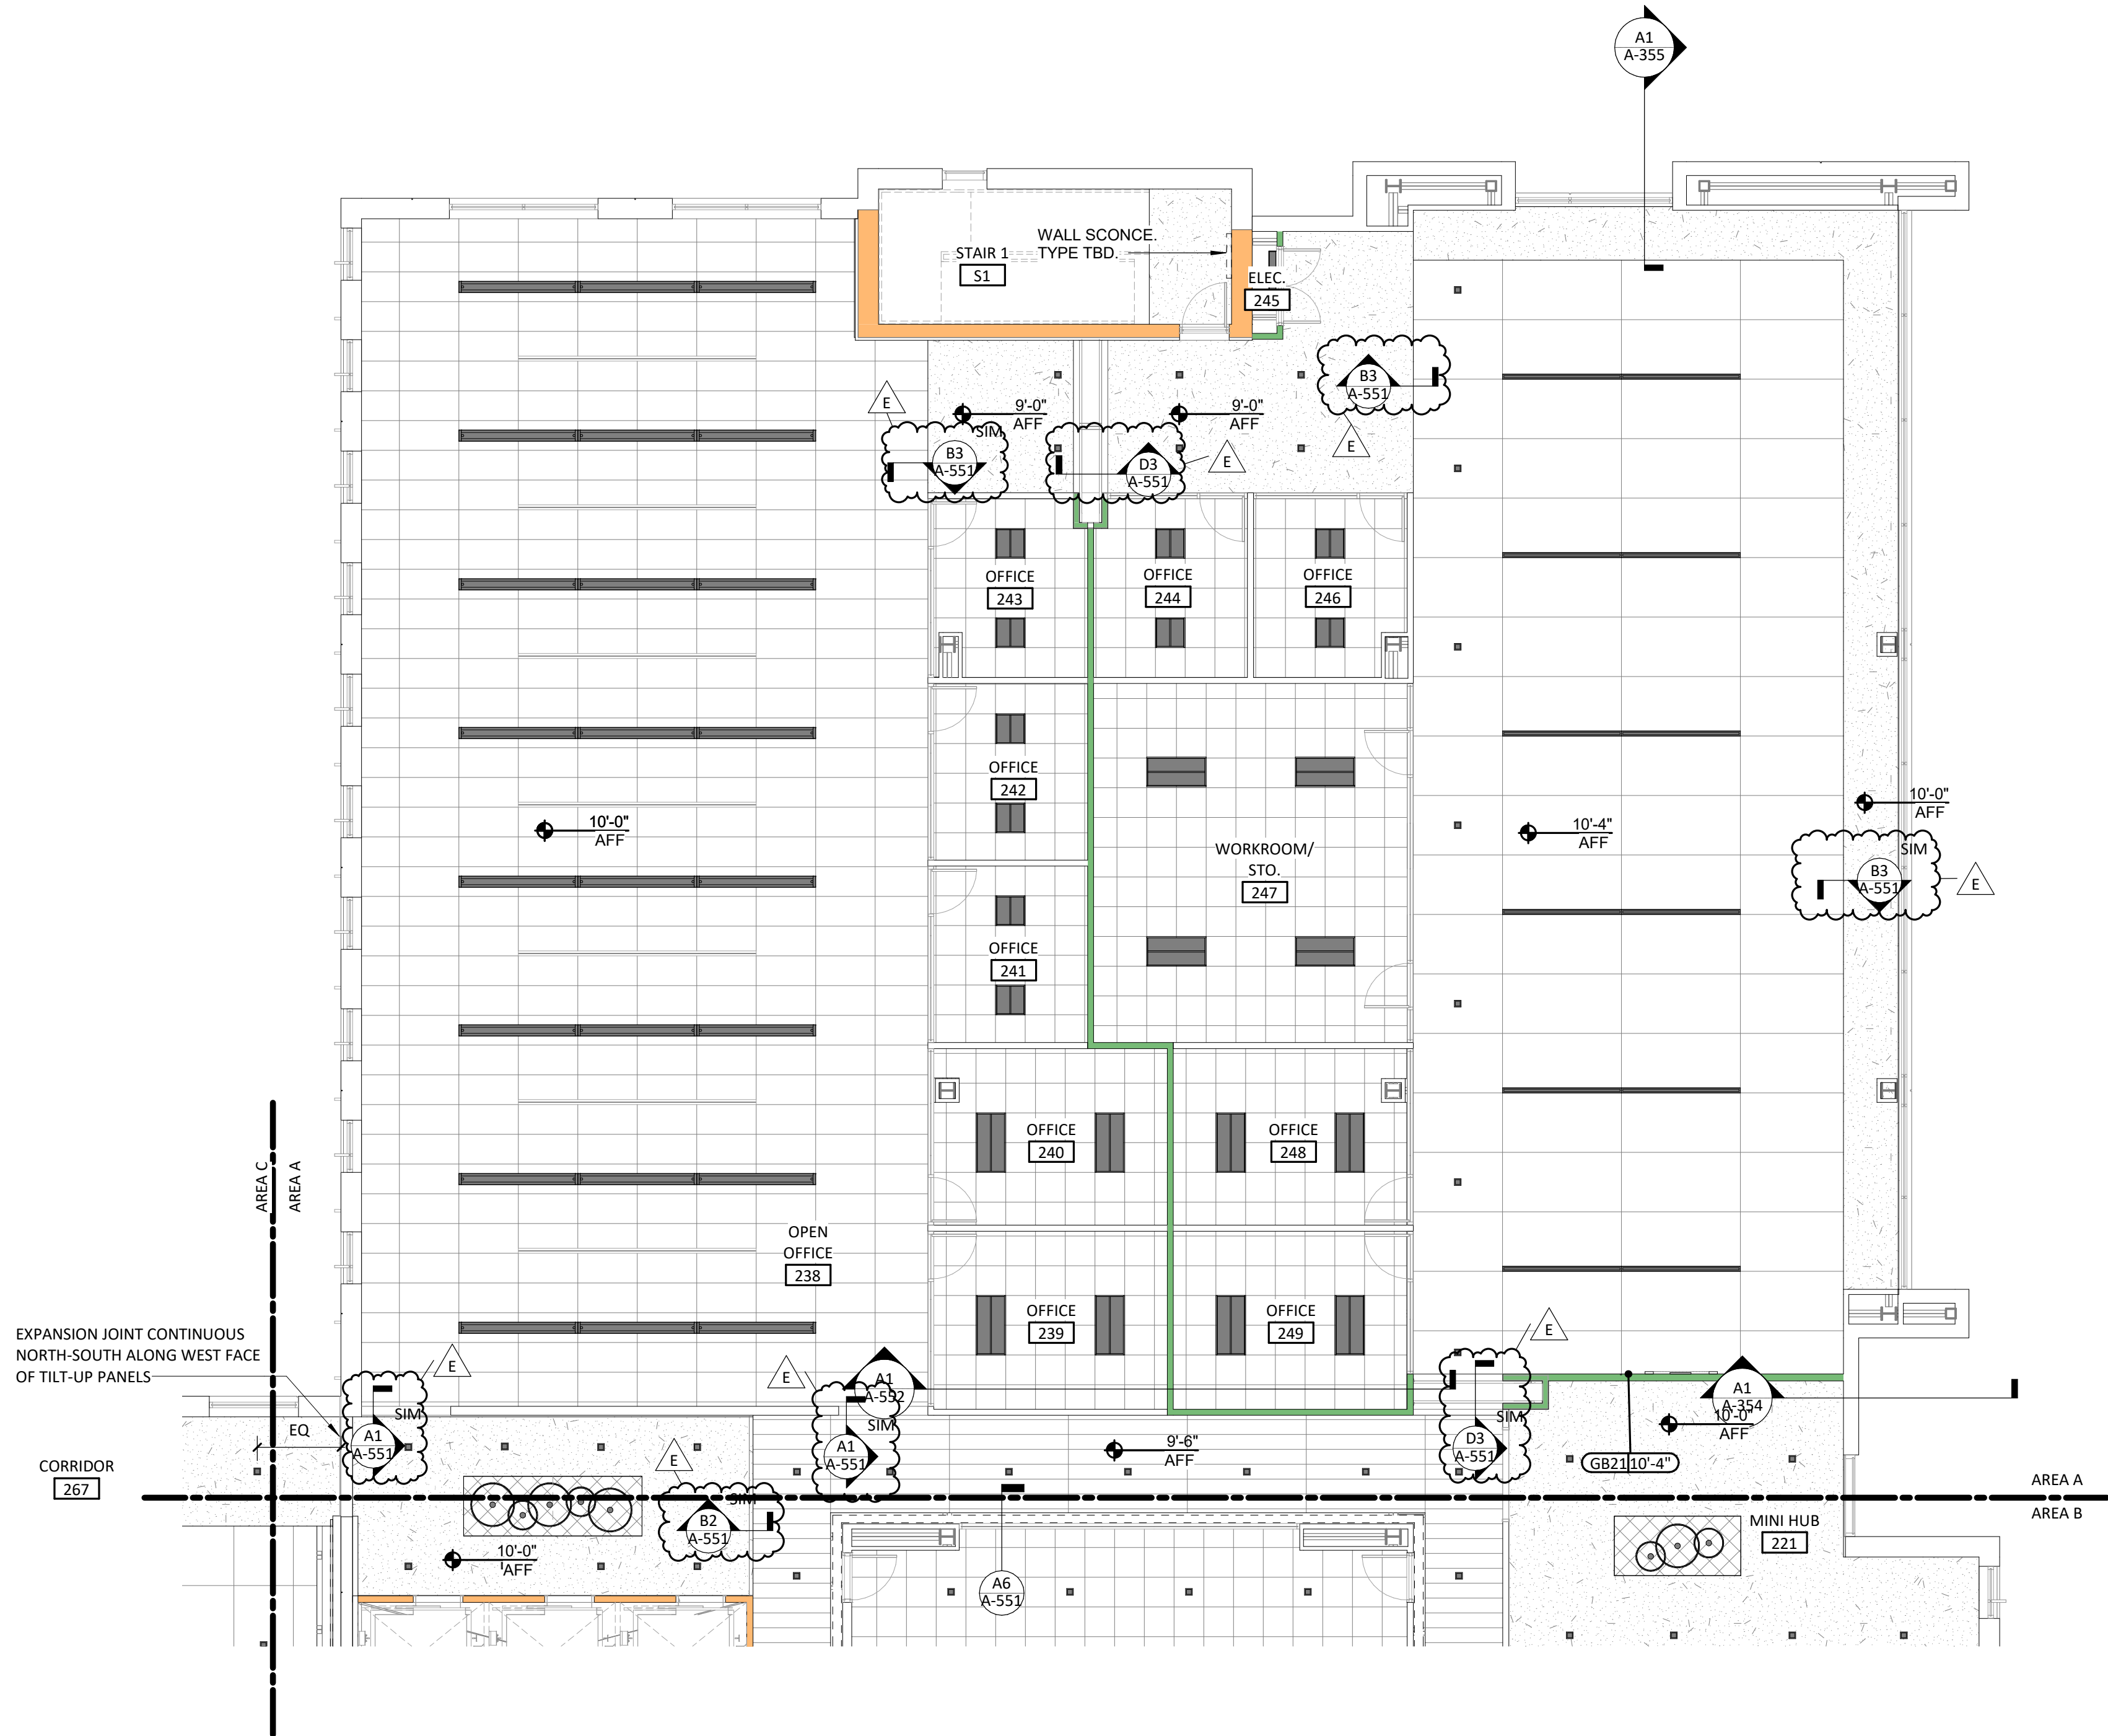 A1
A-355
WALL SCONCE.
TYPE TBD.
STAIR 1
S1
ELEC.
245
B3
A-551
E
E
9'-0"
AFF
9'-0"
AFF
SIM
B3
A-551
D3
A-551
E
OFFICE
243
OFFICE
244
OFFICE
246
OFFICE
242
10'-0"
AFF
10'-0"
AFF
10'-4"
AFF
WORKROOM/
STO.
247
SIM
B3
A-551
E
OFFICE
241
OFFICE
240
OFFICE
248
AREA C
AREA A
OPEN
OFFICE
238
OFFICE
239
OFFICE
249
E
EXPANSION JOINT CONTINUOUS
NORTH-SOUTH ALONG WEST FACE
OF TILT-UP PANELS
E
E
A1
A-592
A1
A-354
SIM
SIM
SIM
10'-0"
AFF
EQ
A1
A-551
A1
A-551
D3
A-551
9'-6"
AFF
E
GB21 10'-4"
CORRIDOR
267
AREA A
AREA B
SIM
B2
A-551
MINI HUB
221
10'-0"
AFF
A6
A-551